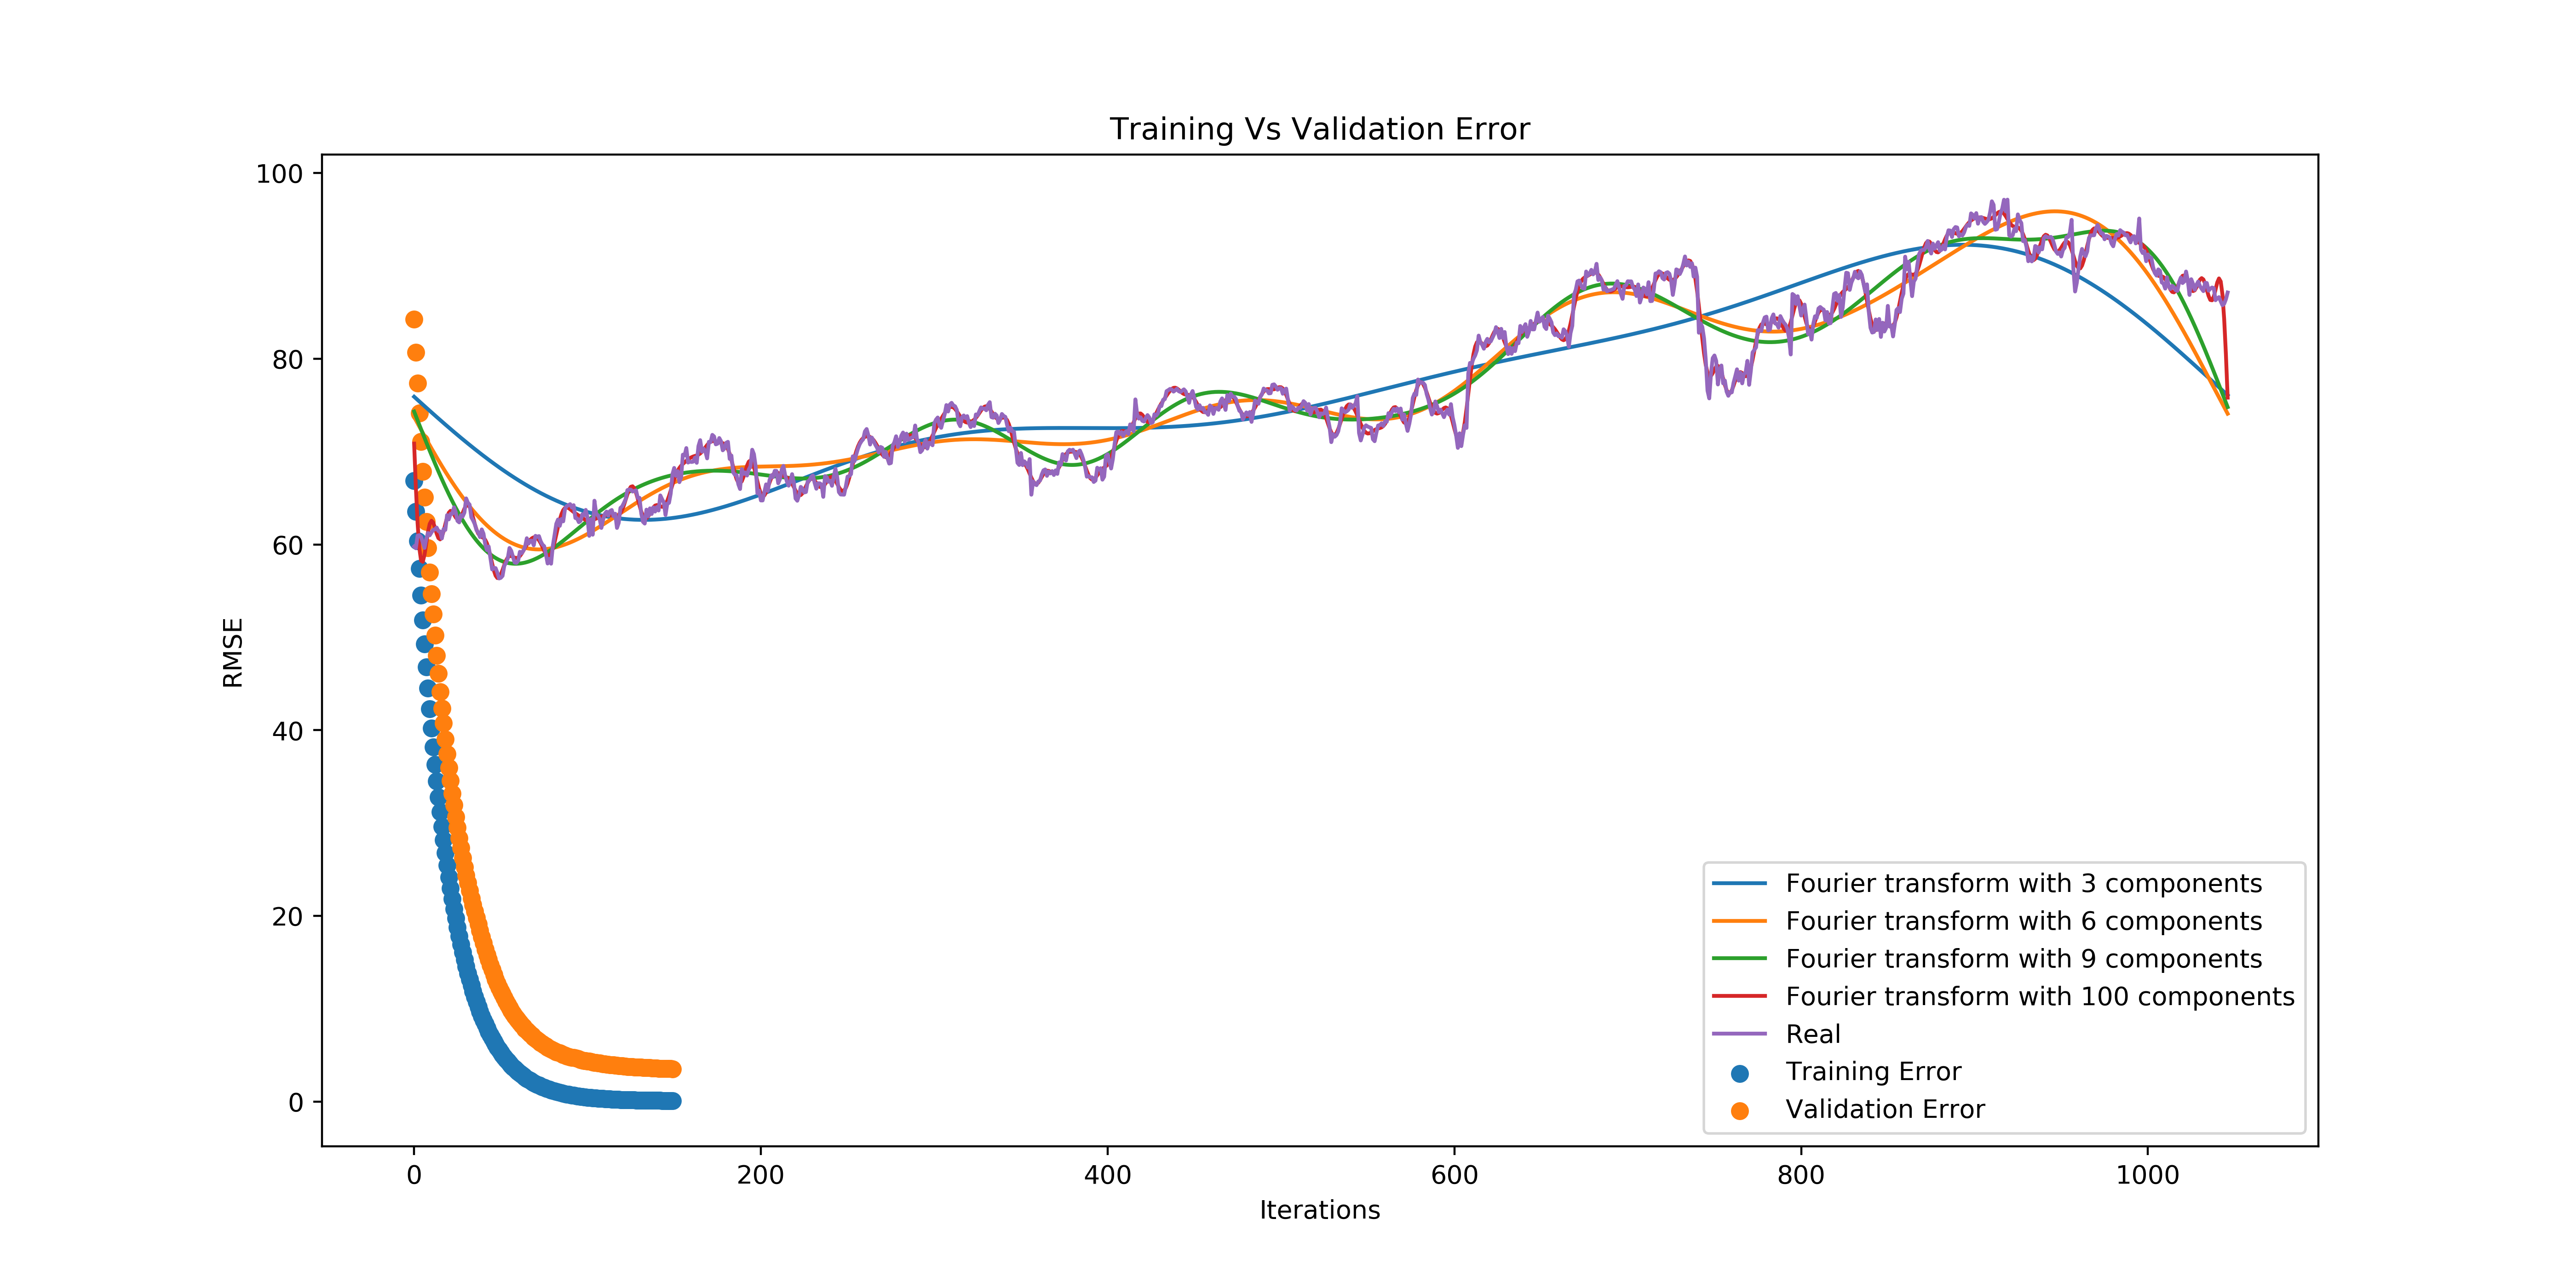 Training Vs Validation Error
100
80
60
40
20
0
RMSE
0 200 400 600 800 1000
Iterations
Fourier transform with 3 components
Fourier transform with 6 components
Fourier transform with 9 components
Fourier transform with 100 components
Real
Training Error
Validation Error